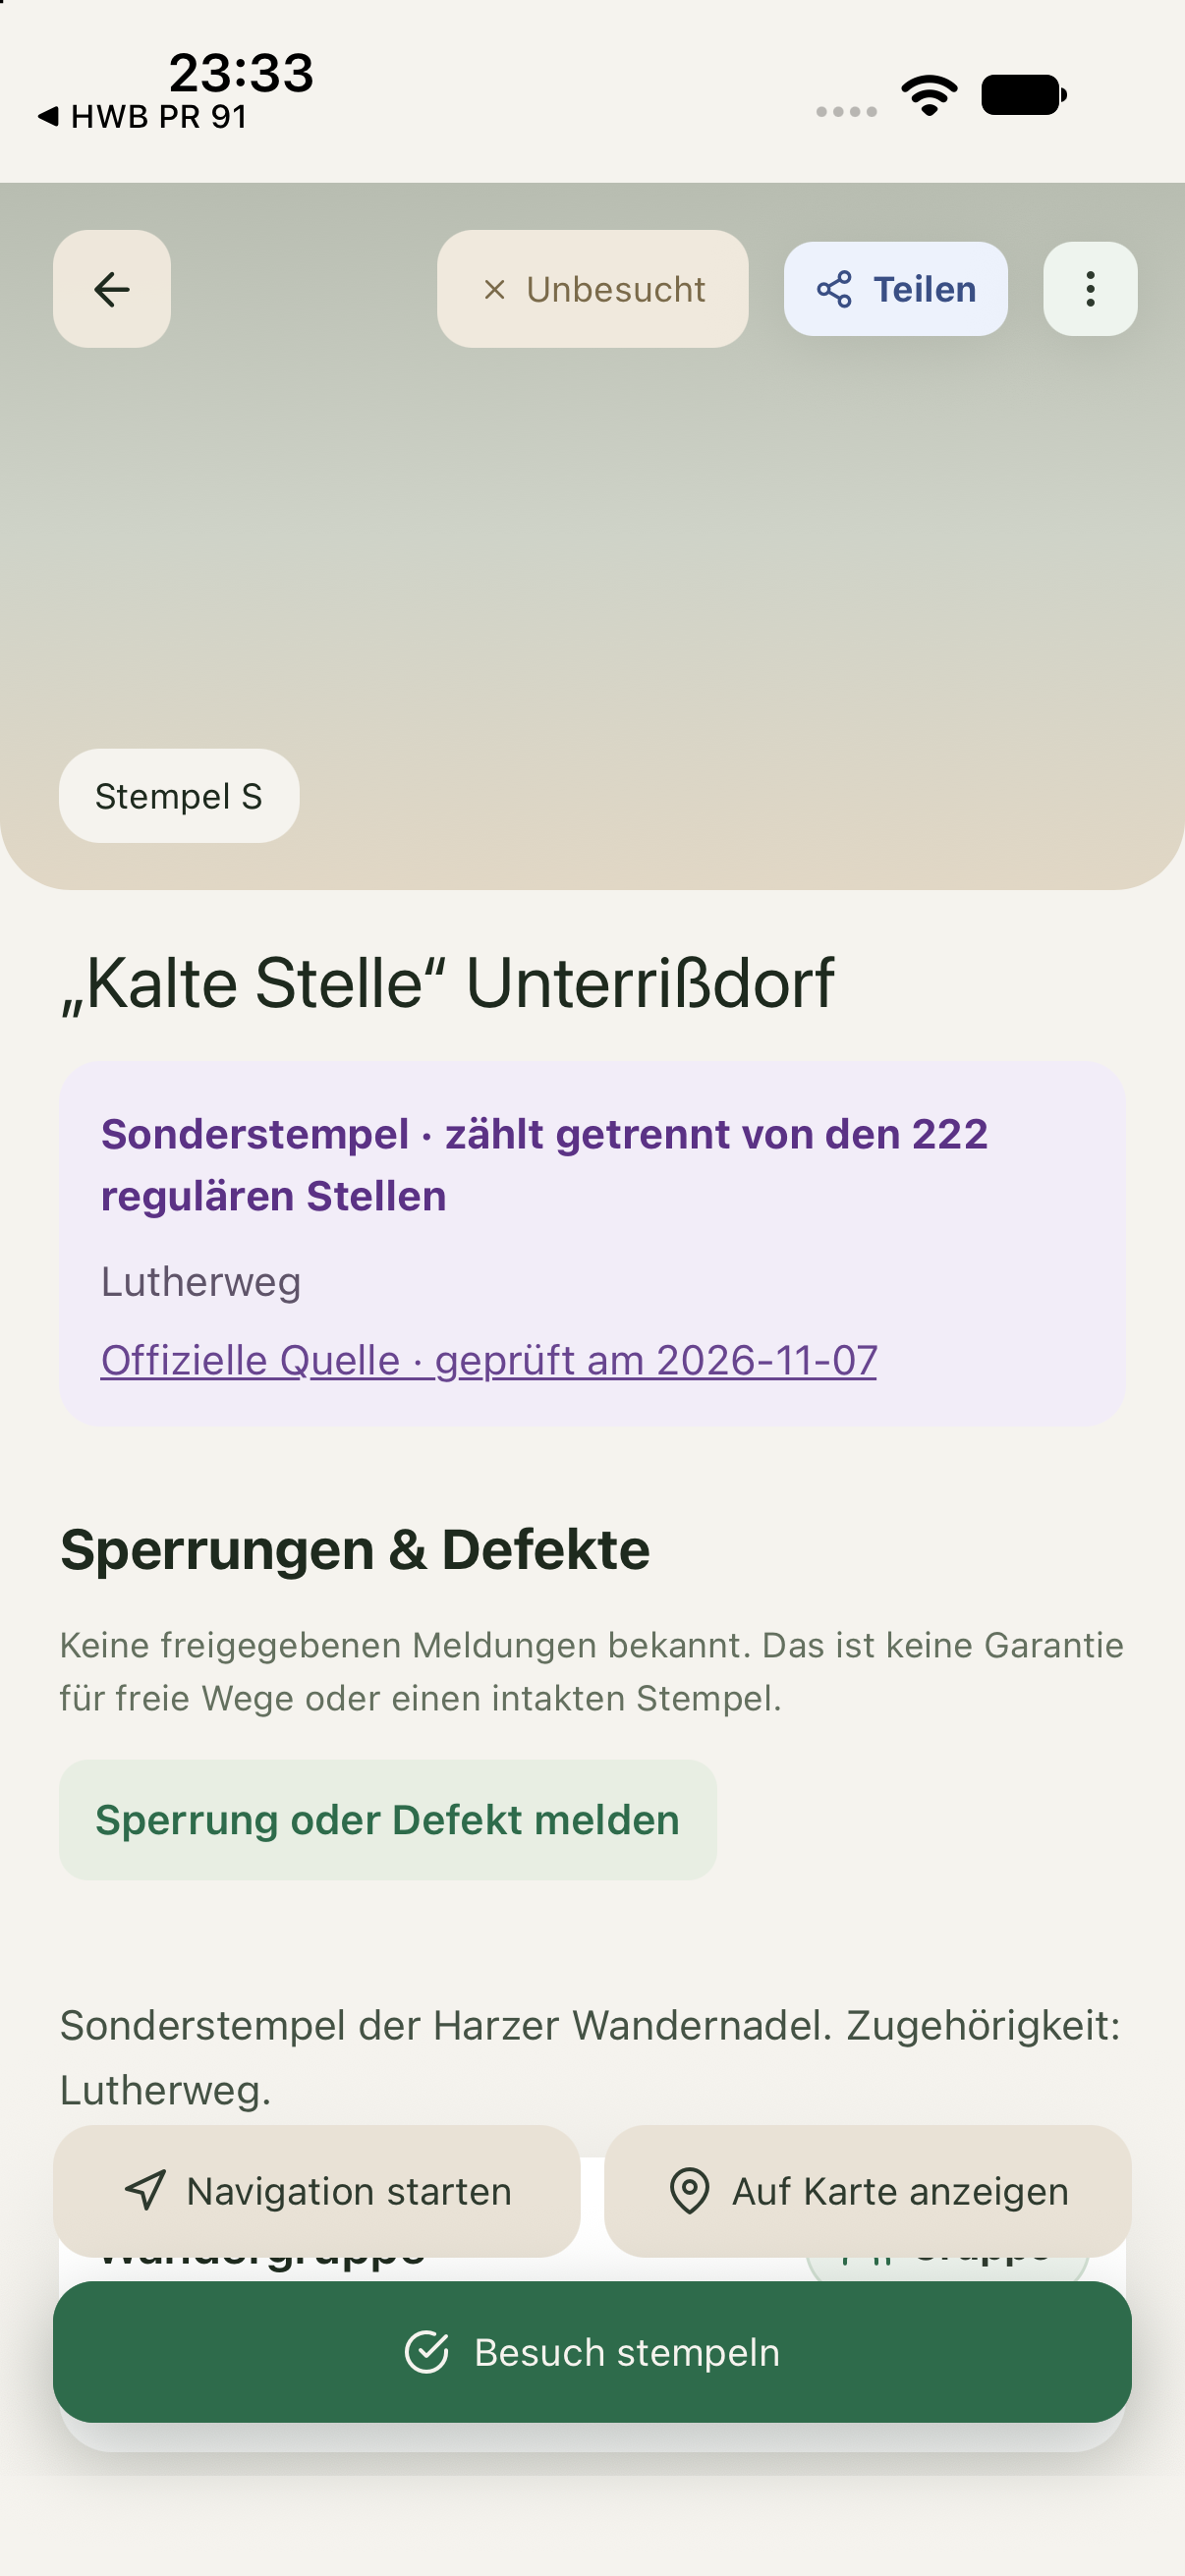 23:33
HWB PR 91
Unbesucht
Teilen
Stempel S
„Kalte Stelle“ Unterrißdorf
Sonderstempel · zählt getrennt von den 222
regulären Stellen
Lutherweg
Offizielle Quelle · geprüft am 2026-11-07
Sperrungen & Defekte
Keine freigegebenen Meldungen bekannt. Das ist keine Garantie
für freie Wege oder einen intakten Stempel.
Sperrung oder Defekt melden
Sonderstempel der Harzer Wandernadel. Zugehörigkeit:
Lutherweg.
Navigation starten
Auf Karte anzeigen
Besuch stempeln